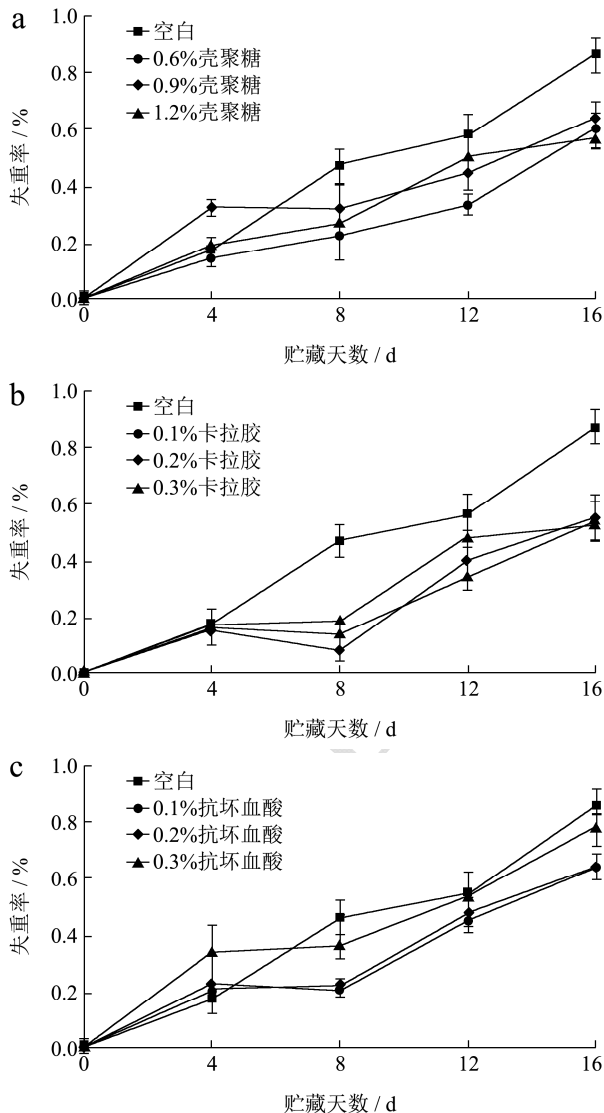 a
失重率 / %
1.0
0.8
0.6
0.4
0.2
0.0
空白
0.6%壳聚糖
0.9%壳聚糖
1.2%壳聚糖
0 4 8 12 16
贮藏天数 / d
b
失重率 / %
1.0
0.8
0.6
0.4
0.2
0.0
空白
0.1%卡拉胶
0.2%卡拉胶
0.3%卡拉胶
0 4 8 12 16
贮藏天数 / d
c
失重率 / %
1.0
0.8
0.6
0.4
0.2
0.0
空白
0.1%抗坏血酸
0.2%抗坏血酸
0.3%抗坏血酸
0 4 8 12 16
贮藏天数 / d